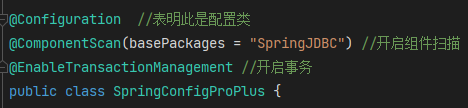 @Configuration  //表明此是配置类
@ComponentScan(basePackages = "SpringJDBC") //开启组件扫描
@EnableTransactionManagement //开启事务
public class SpringConfigProPlus {